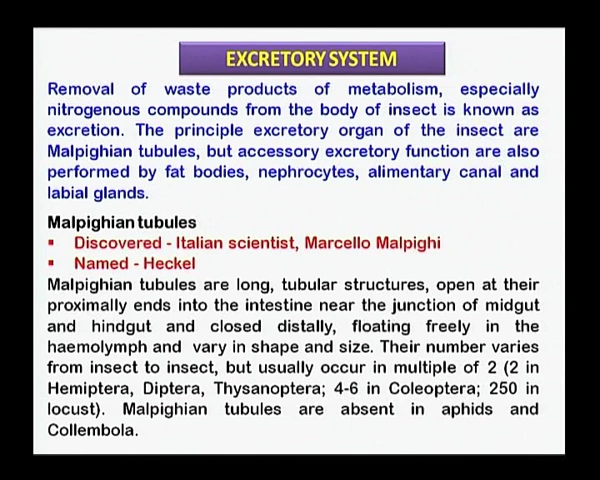 EXCRETORY SYSTEM
Removal of waste products of metabolism, especially
nitrogenous compounds from the body of insect is known as
excretion. The principle excretory organ of the insect are
Malpighian tubules, but accessory excretory function are also
performed by fat bodies, nephrocytes, alimentary canal and
labial glands.
Malpighian tubules
▪ Discovered - Italian scientist, Marcello Malpighi
▪ Named - Heckel
Malpighian tubules are long, tubular structures, open at their
proximally ends into the intestine near the junction of midgut
and hindgut and closed distally, floating freely in the
haemolymph and vary in shape and size. Their number varies
from insect to insect, but usually occur in multiple of 2 (2 in
Hemiptera, Diptera, Thysanoptera; 4-6 in Coleoptera; 250 in
locust). Malpighian tubules are absent in aphids and
Collembola.